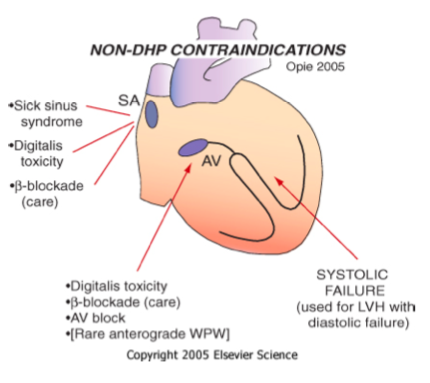 NON-DHP CONTRAINDICATIONS
Opie 2005
SA
•Sick sinus
syndrome
•Digitalis
toxicity
•β-blockade
(care)
AV
•Digitalis toxicity
•β-blockade (care)
•AV block
•[Rare anterograde WPW]
SYSTOLIC
FAILURE
(used for LVH with
diastolic failure)
Copyright 2005 Elsevier Science